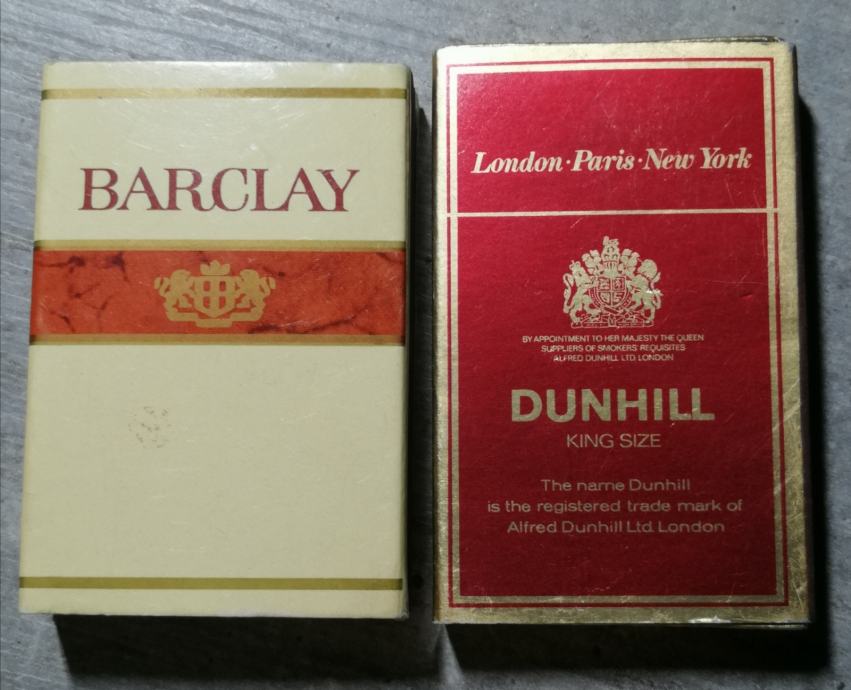 BARCLAY
London·Paris·New York
BY APPOINTMENT TO HER MAJESTY THE QUEEN
SUPPLIERS OF SMOKERS' REQUISITES
ALFRED DUNHILL LTD. LONDON
DUNHILL
KING SIZE
The name Dunhill
is the registered trade mark of
Alfred Dunhill Ltd. London